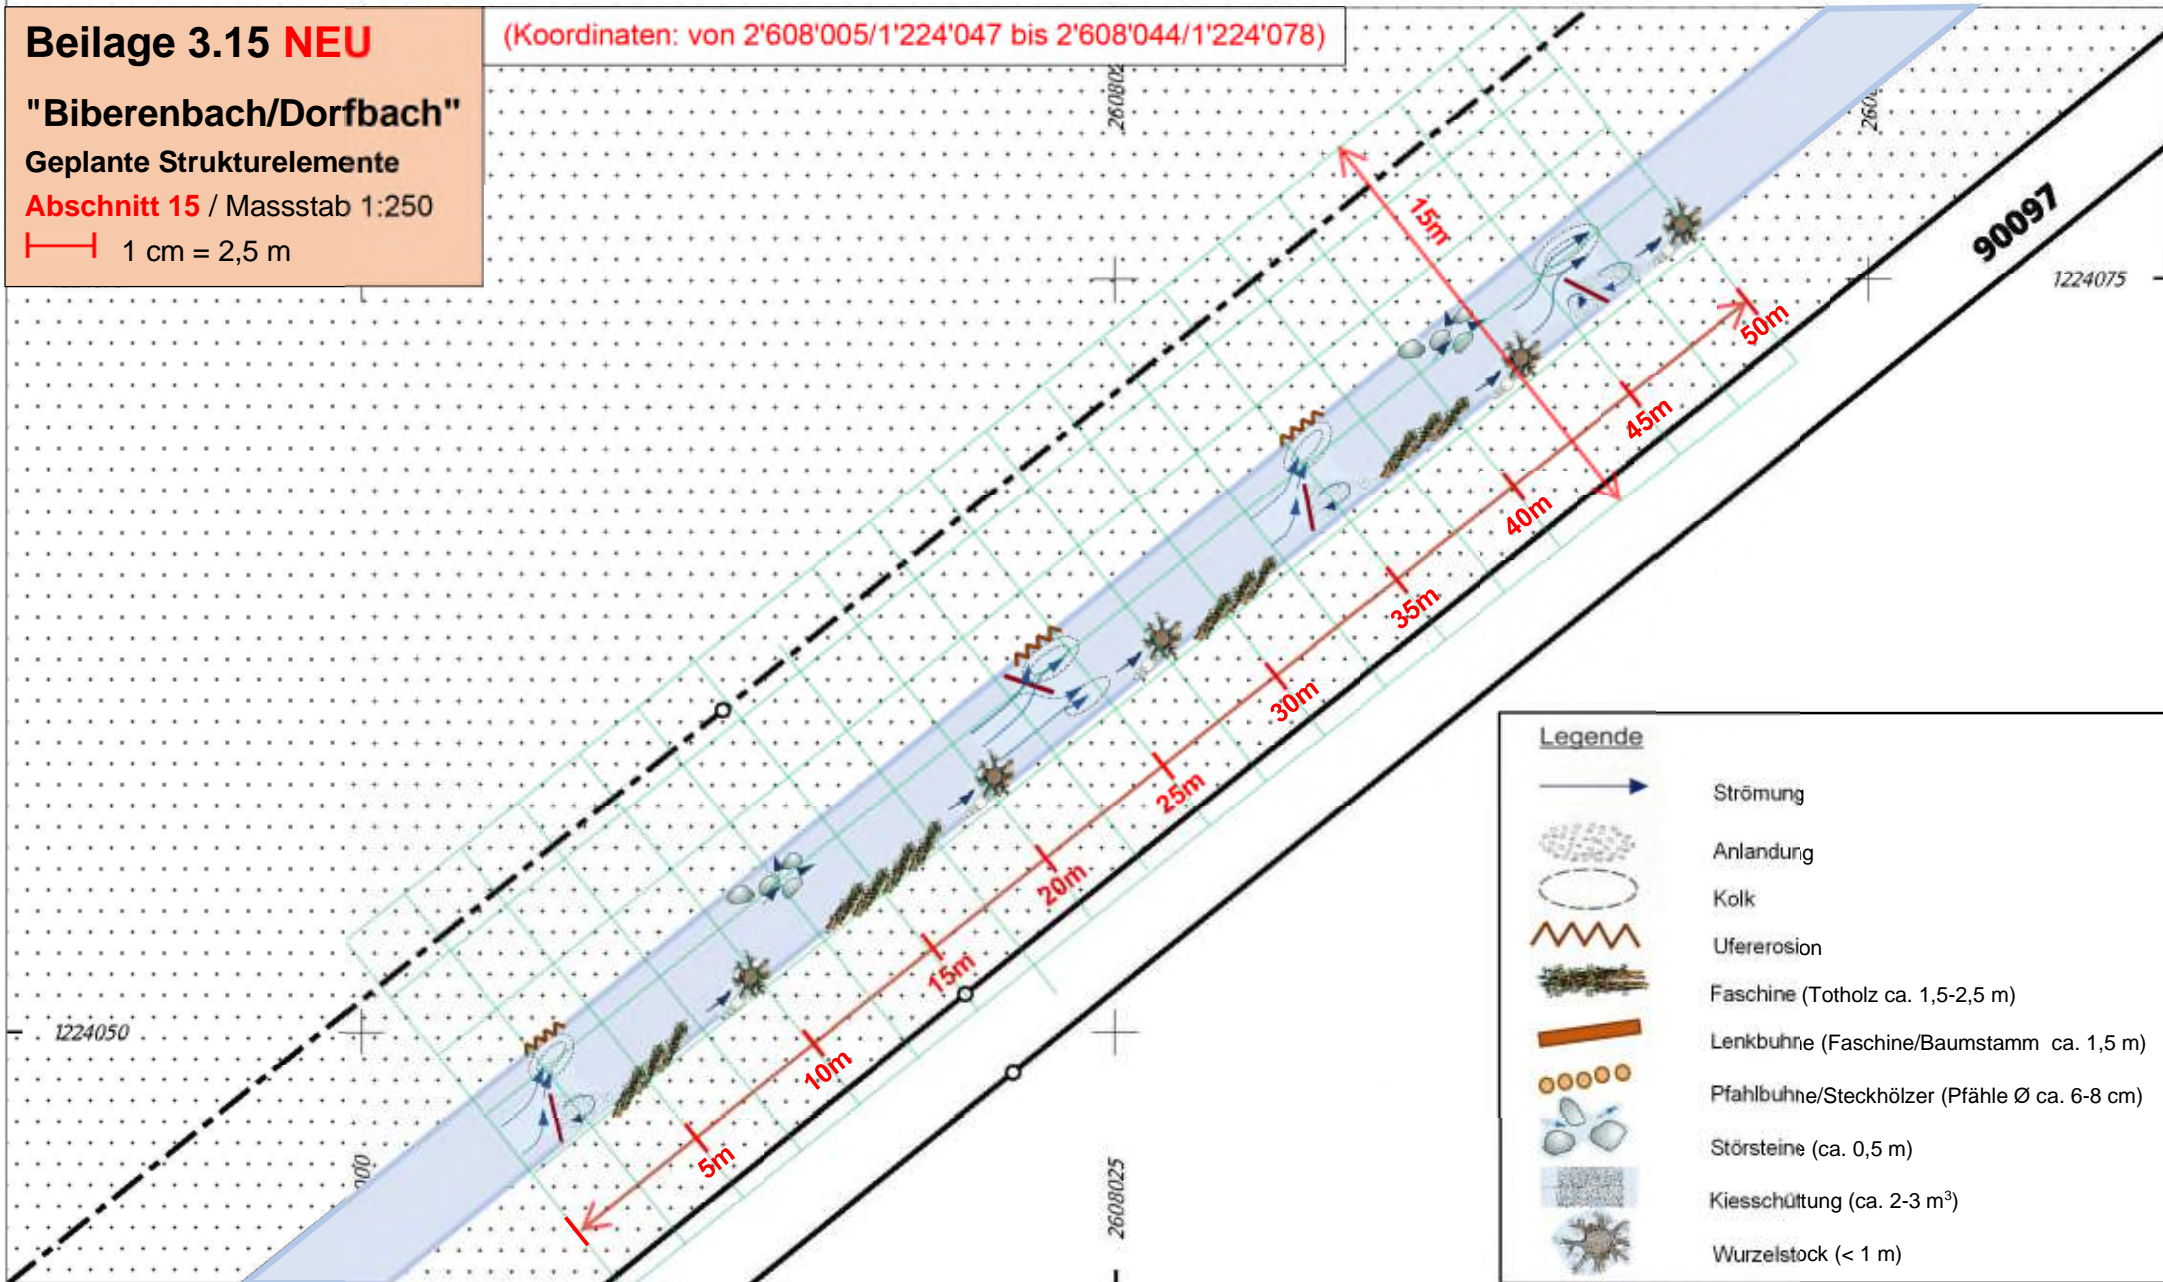 Beilage 3.15 NEU
"Biberenbach/Dorfbach"
Geplante Strukturelemente
Abschnitt 15 / Massstab 1:250
1 cm = 2,5 m
(Koordinaten: von 2'608'005/1'224'047 bis 2'608'044/1'224'078)
90097
1224075
15m
50m
45m
40m
35m
30m
25m
20m
15m
10m
5m
1224050
2608025
Legende
Strömung
Anlandung
Kolk
Ufererosion
Faschine (Totholz ca. 1,5-2,5 m)
Lenkbuhne (Faschine/Baumstamm ca. 1,5 m)
Pfahlbuhne/Steckhölzer (Pfähle Ø ca. 6-8 cm)
Störsteine (ca. 0,5 m)
Kiesschüttung (ca. 2-3 m³)
Wurzelstock (< 1 m)